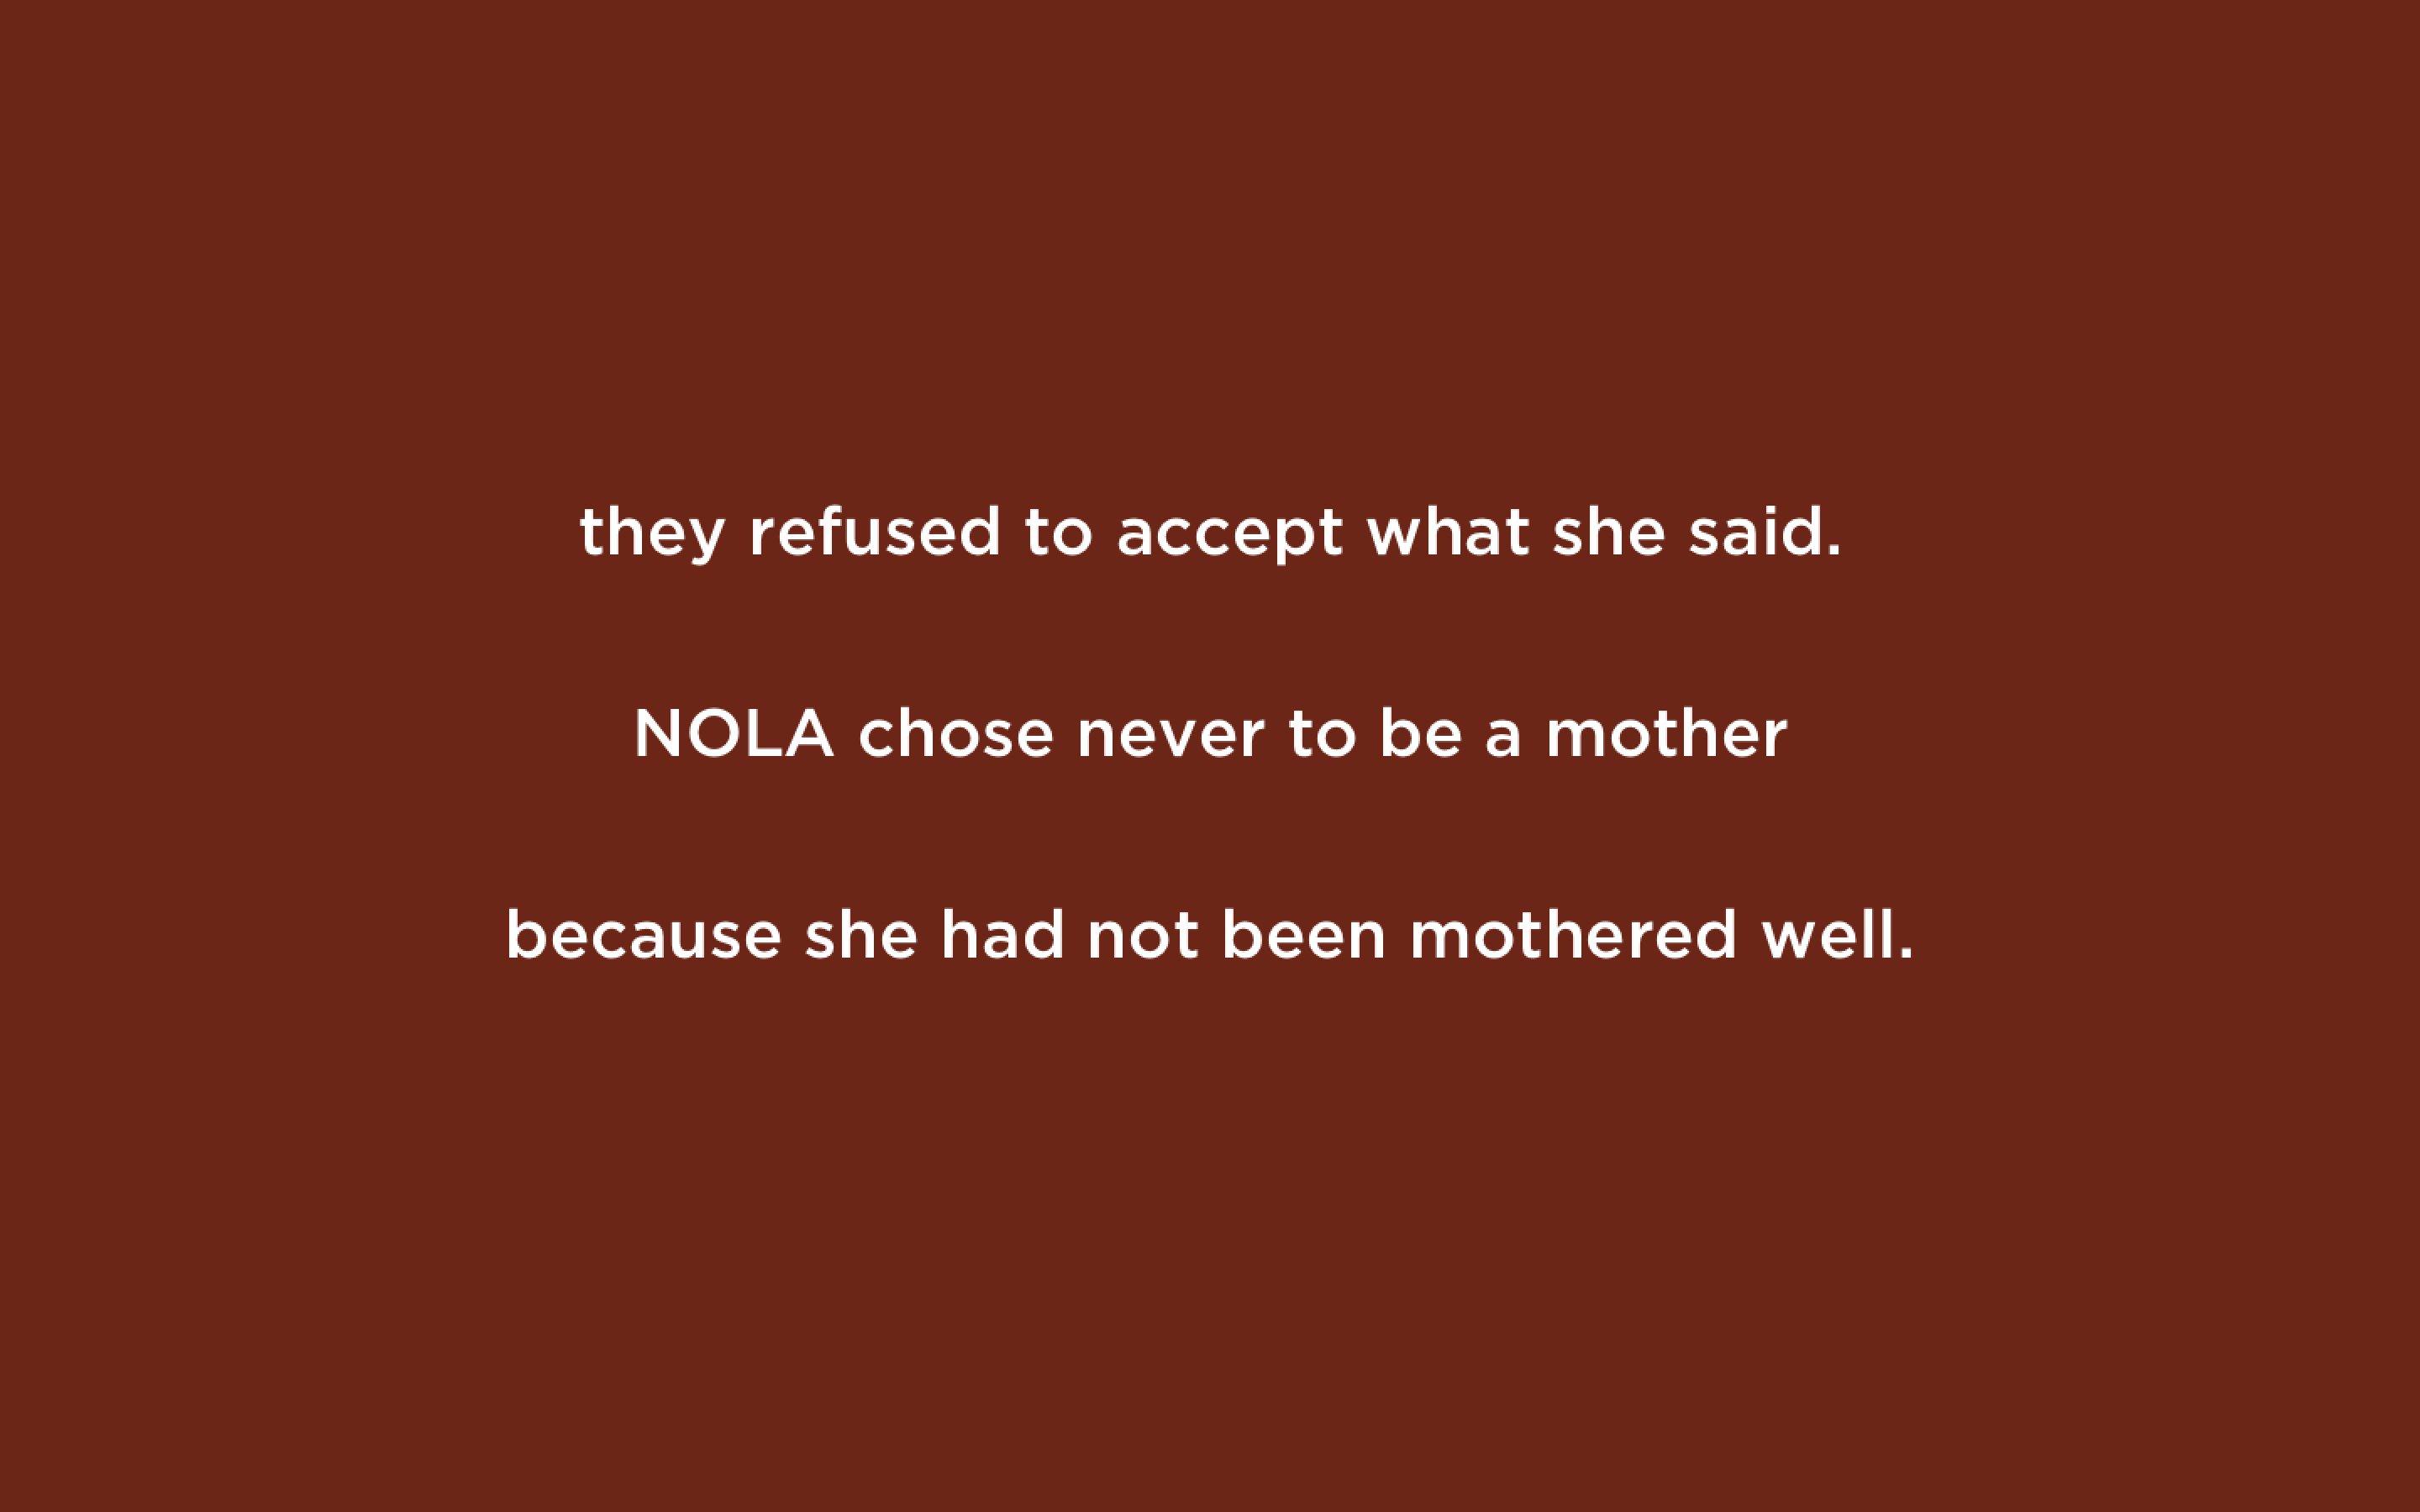 they refused to accept what she said.
NOLA chose never to be a mother
because she had not been mothered well.